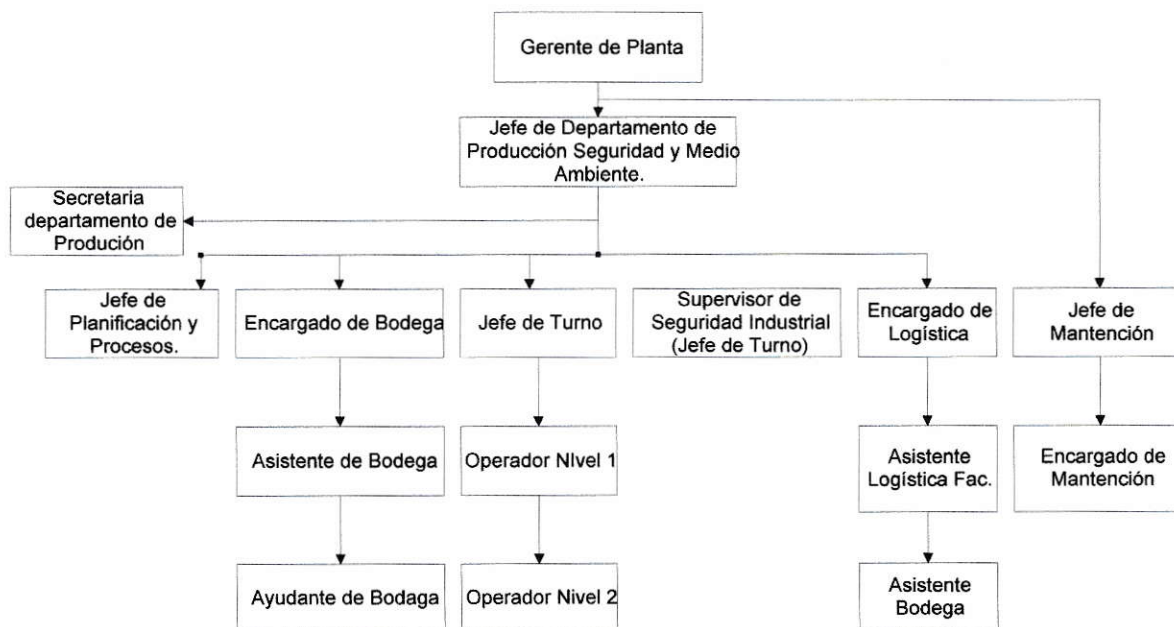 Gerente de Planta
Jefe de Departamento de
Producción Seguridad y Medio
Ambiente.
Secretaria
departamento de
Produción
Jefe de
Planificación y
Procesos.
Encargado de Bodega
Jefe de Turno
Supervisor de
Seguridad Industrial
(Jefe de Turno)
Encargado de
Logística
Jefe de
Mantención
Asistente de Bodega
Operador NIvel 1
Asistente
Logística Fac.
Encargado de
Mantención
Ayudante de Bodaga
Operador Nivel 2
Asistente
Bodega